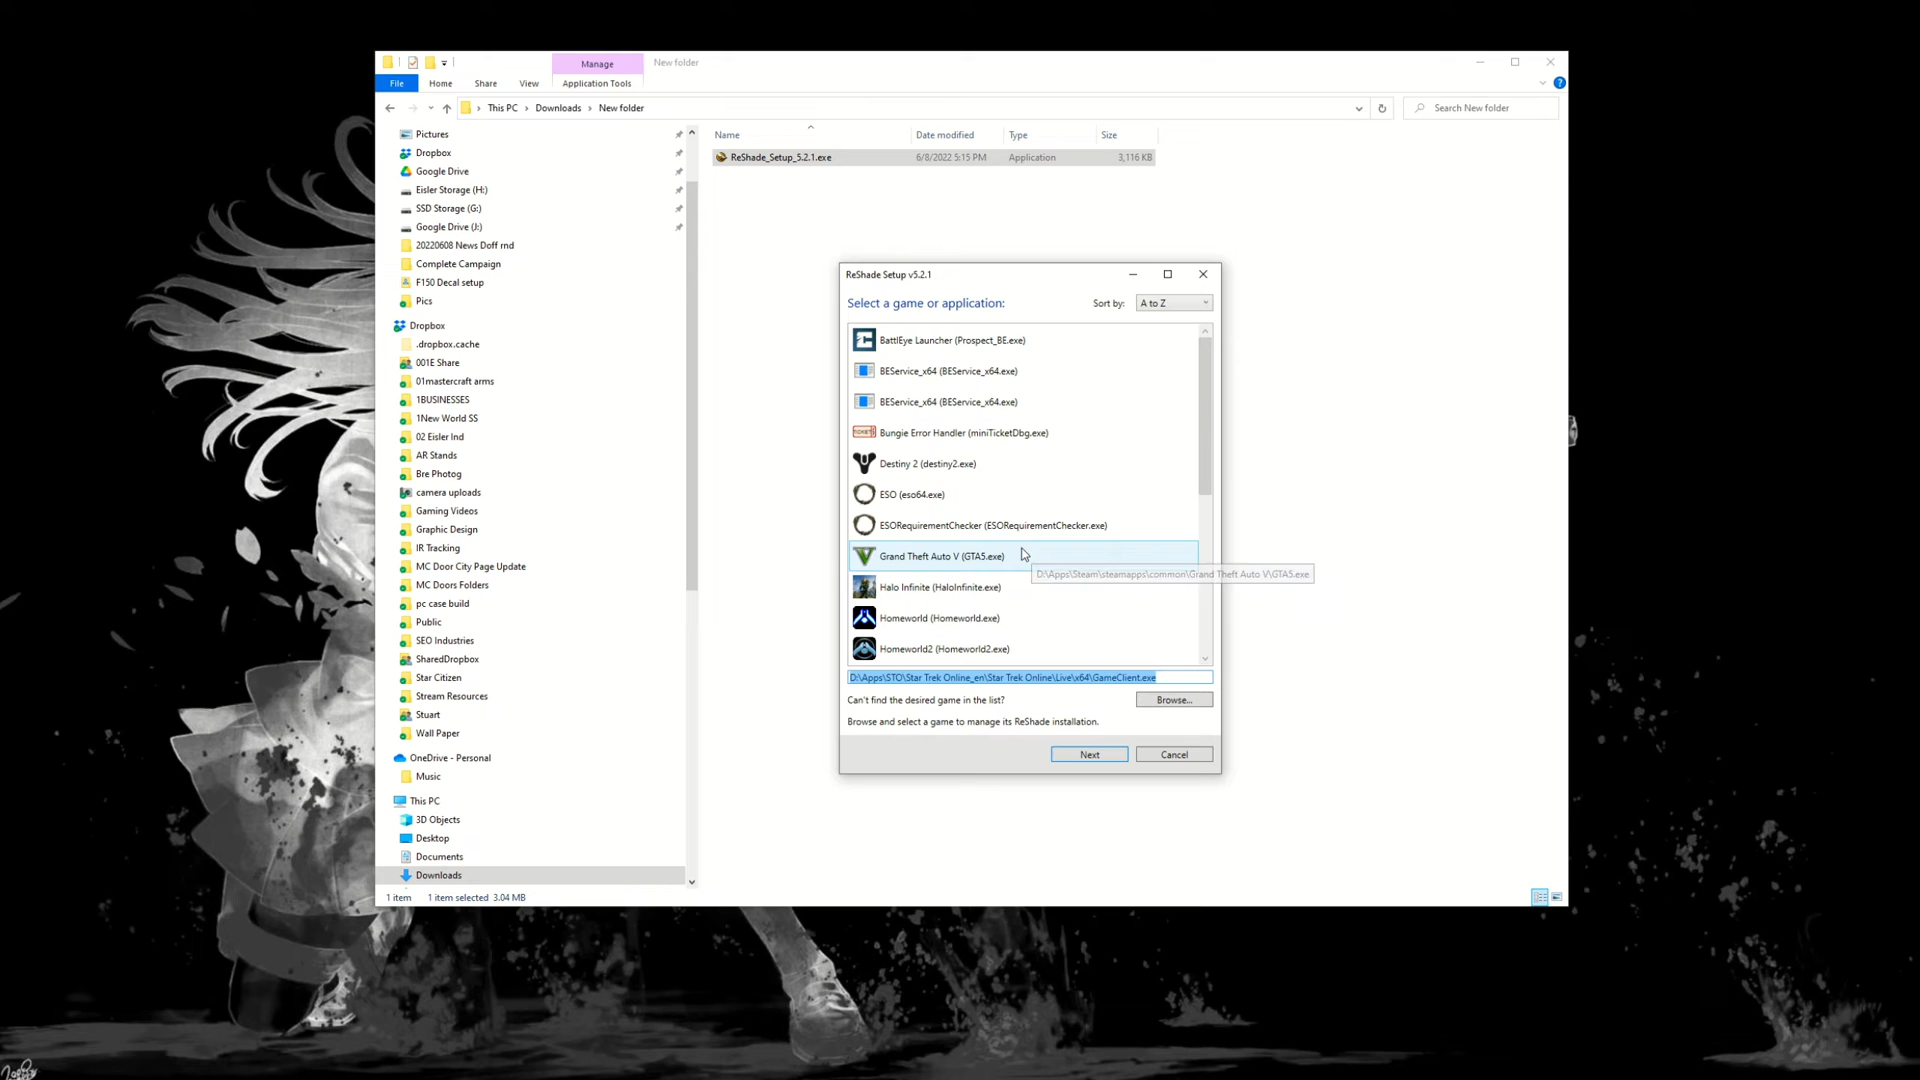 Manage
New folder
File
Home
Share
View
Application Tools
This PC
Downloads
New folder
Search New folder
Pictures
Dropbox
Google Drive
Eisler Storage (H:)
SSD Storage (G:)
Google Drive (J:)
20220608 News Doff rnd
Complete Campaign
F150 Decal setup
Pics
Dropbox
.dropbox.cache
001E Share
01mastercraft arms
1BUSINESSES
1New World SS
02 Eisler Ind
AR Stands
Bre Photog
camera uploads
Gaming Videos
Graphic Design
IR Tracking
MC Door City Page Update
MC Doors Folders
pc case build
Public
SEO Industries
SharedDropbox
Star Citizen
Stream Resources
Stuart
Wall Paper
OneDrive - Personal
Music
This PC
3D Objects
Desktop
Documents
Downloads
1 item
1 item selected 3.04 MB
Name
Date modified
Type
Size
ReShade_Setup_5.2.1.exe
6/8/2022 5:15 PM
Application
3,116 KB
ReShade Setup v5.2.1
Select a game or application:
Sort by:
A to Z
BattlEye Launcher (Prospect_BE.exe)
BEService_x64 (BEService_x64.exe)
BEService_x64 (BEService_x64.exe)
Bungie Error Handler (miniTicketDbg.exe)
Destiny 2 (destiny2.exe)
ESO (eso64.exe)
ESORequirementChecker (ESORequirementChecker.exe)
Grand Theft Auto V (GTA5.exe)
D:\Apps\Steam\steamapps\common\Grand Theft Auto V\GTA5.exe
Halo Infinite (HaloInfinite.exe)
Homeworld (Homeworld.exe)
Homeworld2 (Homeworld2.exe)
D:\Apps\STO\Star Trek Online_en\Star Trek Online\Live\x64\GameClient.exe
Can't find the desired game in the list?
Browse...
Browse and select a game to manage its ReShade installation.
Next
Cancel